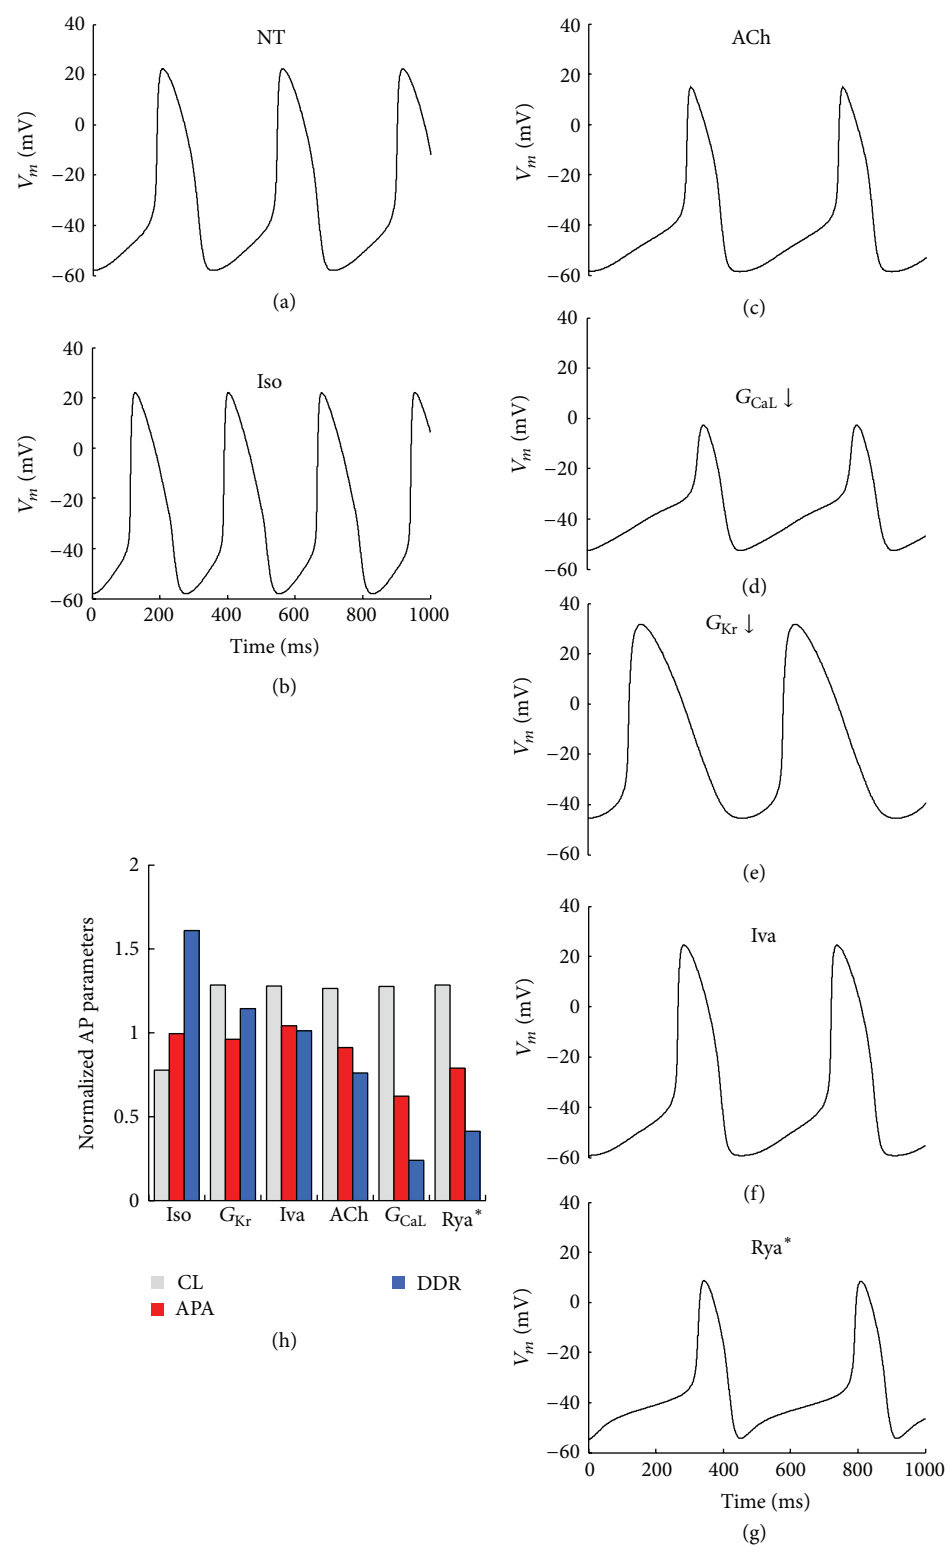 NT
40
20
0
−20
−40
−60
V_m (mV)
(a)
Iso
40
20
0
−20
−40
−60
V_m (mV)
0 200 400 600 800 1000
Time (ms)
(b)
ACh
40
20
0
−20
−40
−60
V_m (mV)
(c)
G_CaL ↓
40
20
0
−20
−40
−60
V_m (mV)
(d)
G_Kr ↓
40
20
0
−20
−40
−60
V_m (mV)
(e)
Iva
40
20
0
−20
−40
−60
V_m (mV)
(f)
Rya*
40
20
0
−20
−40
−60
V_m (mV)
0 200 400 600 800 1000
Time (ms)
(g)
2
1.5
1
0.5
0
Normalized AP parameters
Iso G_Kr Iva ACh G_CaL Rya*
CL DDR
APA
(h)